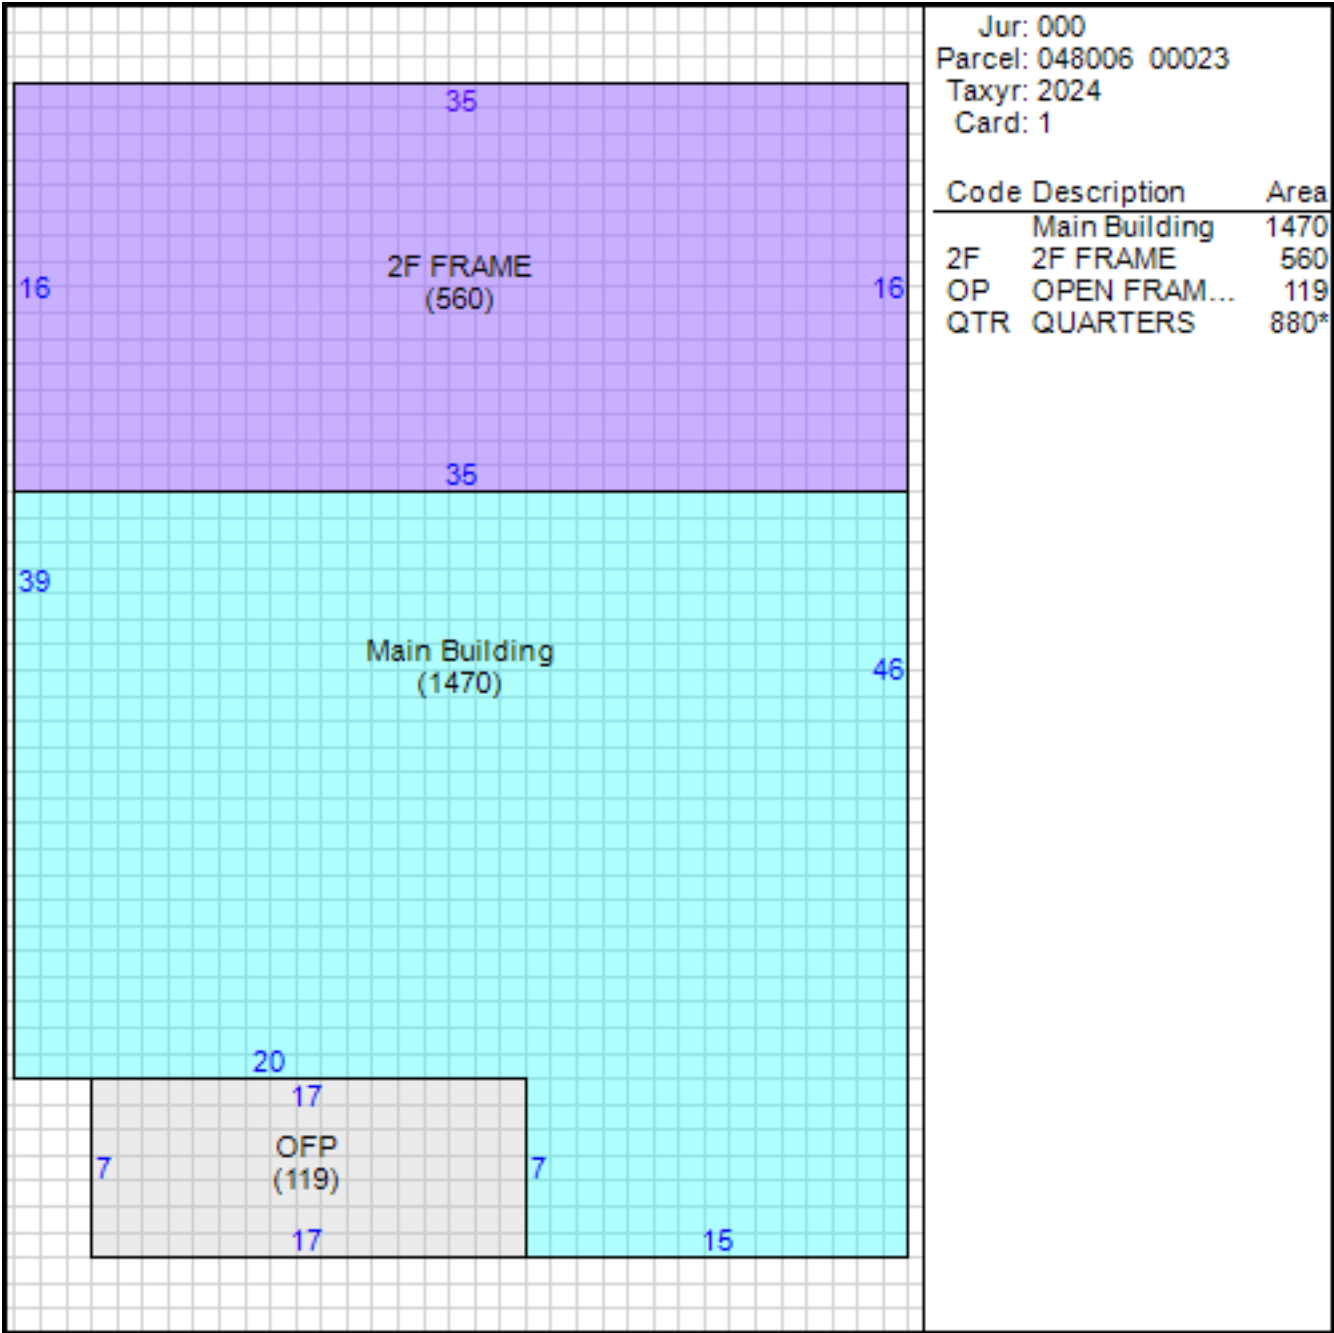 35
2F FRAME
(560)
16
16
35
39
Main Building
(1470)
46
20
17
OFP
(119)
7
7
17
15
Jur: 000
Parcel: 048006 00023
Taxyr: 2024
Card: 1
Code Description Area
Main Building 1470
2F 2F FRAME 560
OP OPEN FRAM... 119
QTR QUARTERS 880*